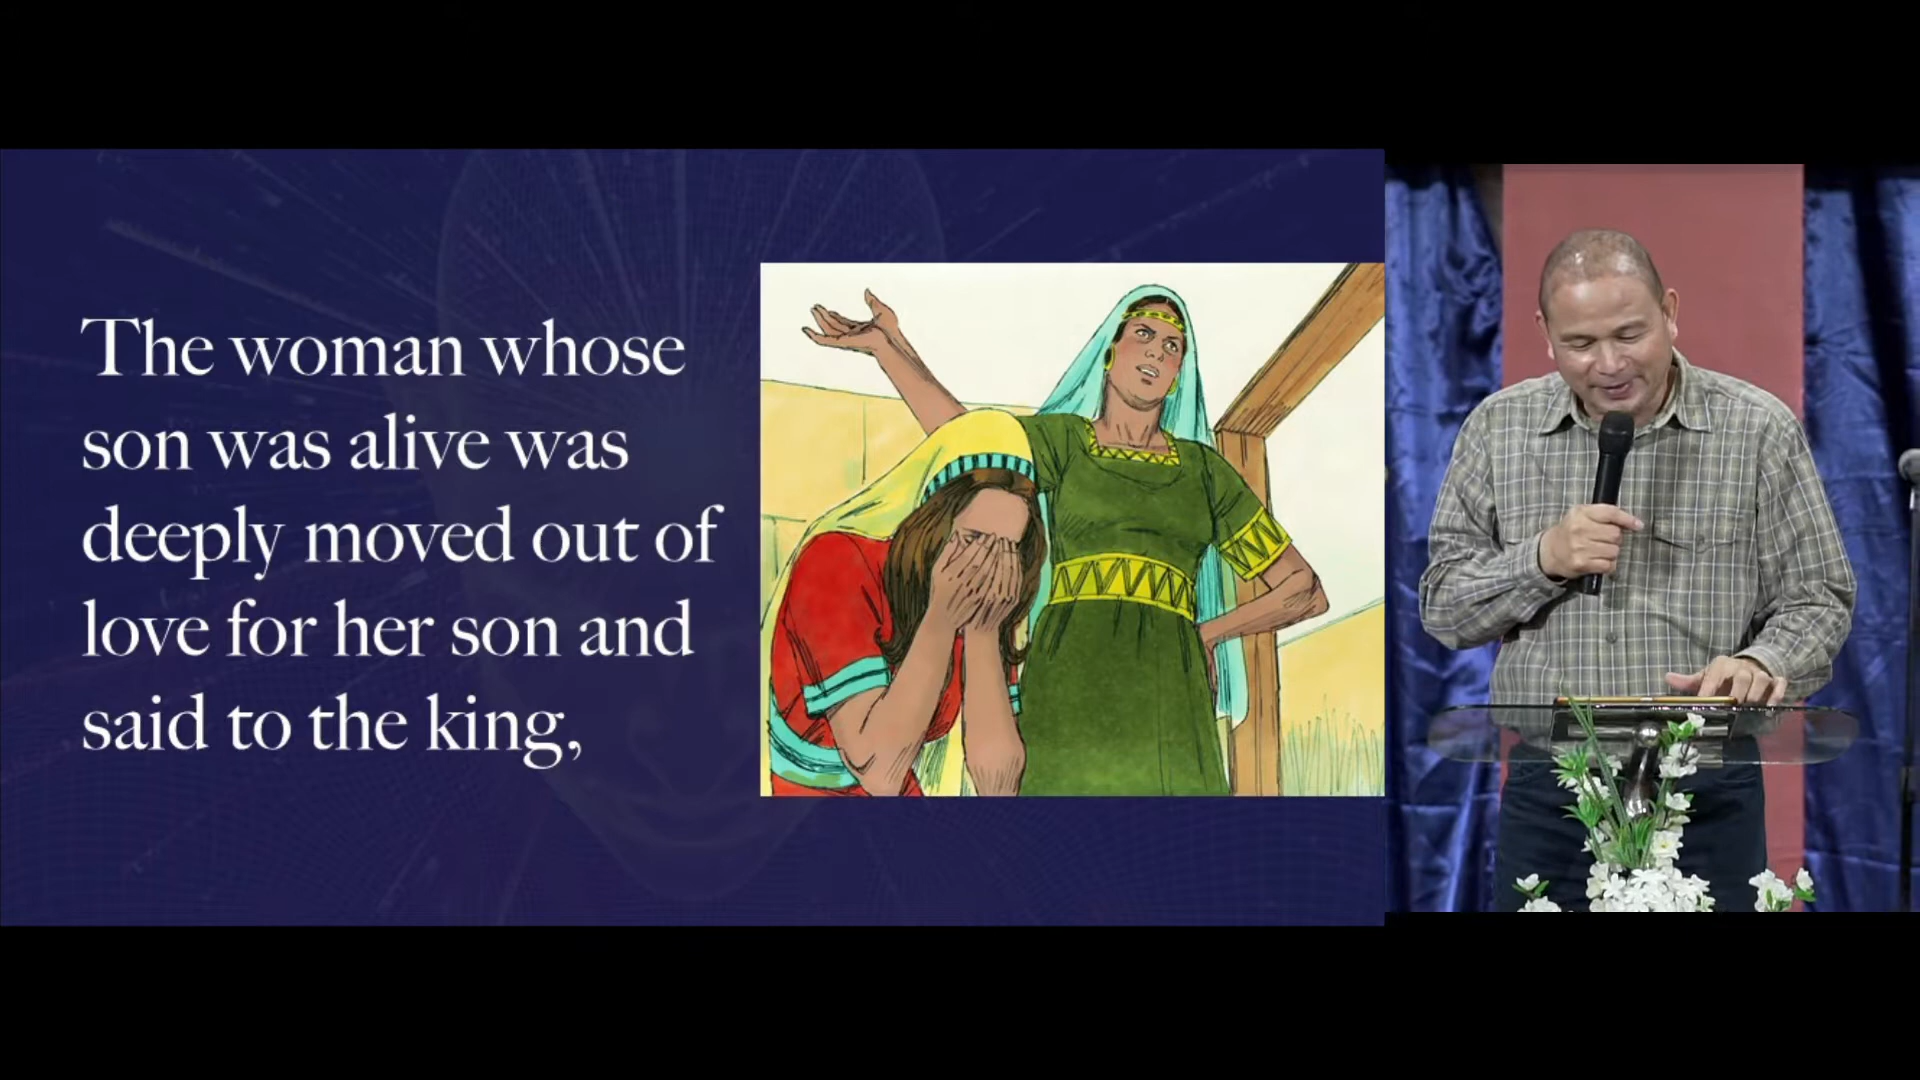 The woman whose
son was alive was
deeply moved out of
love for her son and
said to the king,